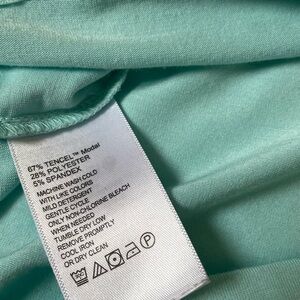 67% TENCEL™ Modal
28% POLYESTER
5% SPANDEX
MACHINE WASH COLD
WITH LIKE COLORS
MILD DETERGENT
GENTLE CYCLE
ONLY NON-CHLORINE BLEACH
WHEN NEEDED
TUMBLE DRY LOW
REMOVE PROMPTLY
COOL IRON
OR DRY CLEAN
P